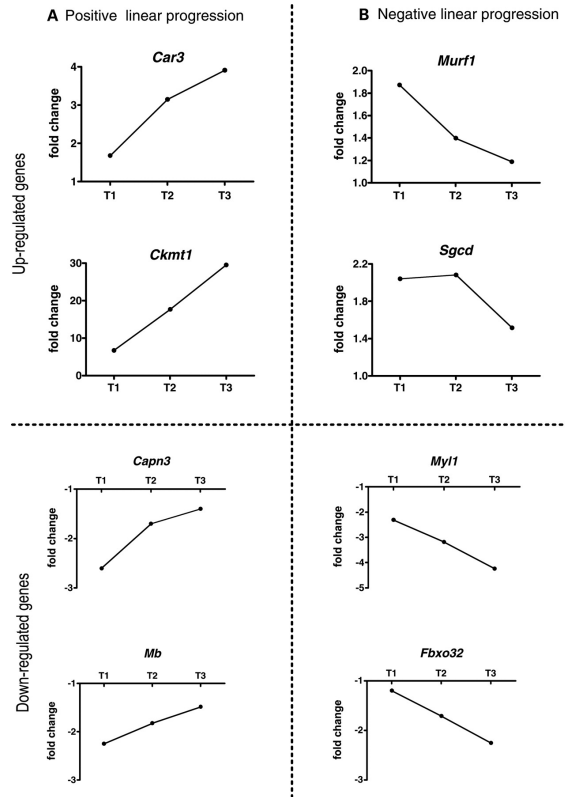 A Positive linear progression
B Negative linear progression
Up-regulated genes
Car3
fold change
4
3
2
1
T1 T2 T3
Murf1
fold change
2.0
1.8
1.6
1.4
1.2
1.0
T1 T2 T3
Ckmt1
fold change
30
20
10
0
T1 T2 T3
Sgcd
fold change
2.2
1.8
1.4
1.0
T1 T2 T3
Down-regulated genes
Capn3
T1 T2 T3
fold change
-1
-2
-3
Myl1
T1 T2 T3
fold change
-1
-2
-3
-4
-5
Mb
T1 T2 T3
fold change
-1
-2
-3
Fbxo32
T1 T2 T3
fold change
-1
-2
-3